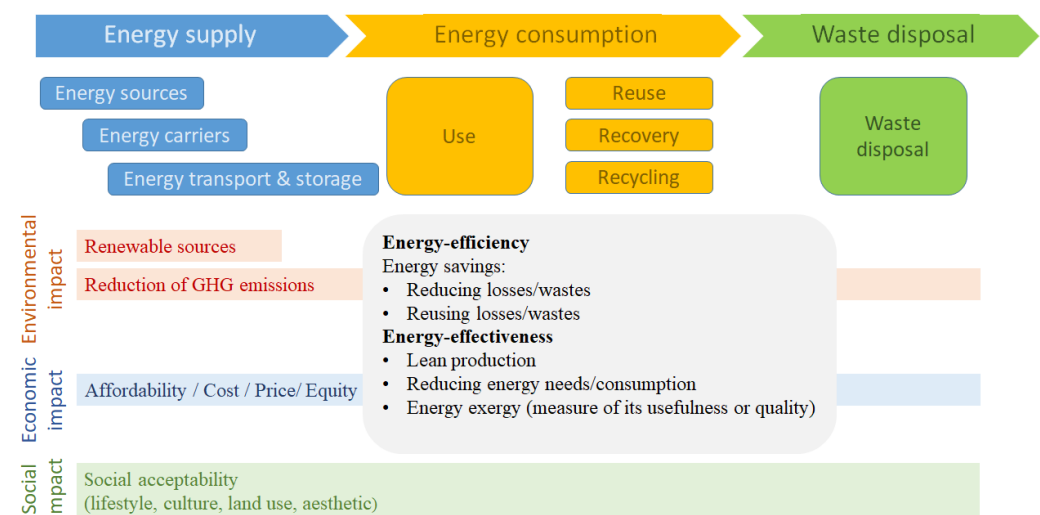 Energy supply
Energy consumption
Waste disposal
Energy sources
Energy carriers
Energy transport & storage
Use
Reuse
Recovery
Recycling
Waste
disposal
Environmental
impact
Renewable sources
Reduction of GHG emissions
Energy-efficiency
Energy savings:
• Reducing losses/wastes
• Reusing losses/wastes
Energy-effectiveness
• Lean production
• Reducing energy needs/consumption
• Energy exergy (measure of its usefulness or quality)
Economic
impact
Affordability / Cost / Price/ Equity
Social
mpact
Social acceptability
(lifestyle, culture, land use, aesthetic)